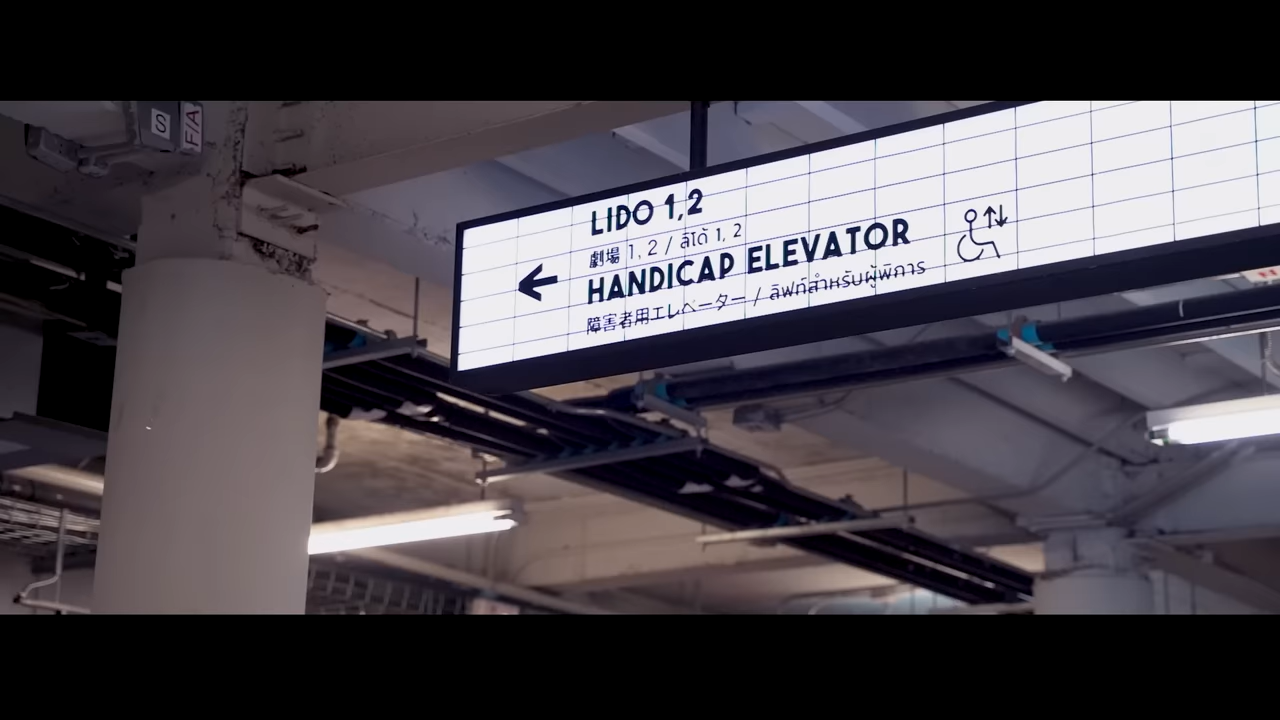 S
F/A
LIDO 1,2
劇場 1, 2 / ลิโด้ 1, 2
HANDICAP ELEVATOR
障害者用エレベーター / ลิฟท์สำหรับผู้พิการ